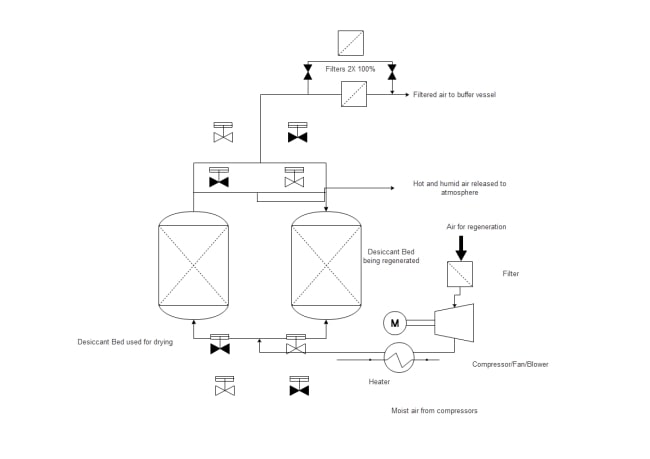 Filters 2X 100%
Filtered air to buffer vessel
Hot and humid air released to
atmosphere
Air for regeneration
Desiccant Bed
being regenerated
Filter
M
Desiccant Bed used for drying
Compressor/Fan/Blower
Heater
Moist air from compressors